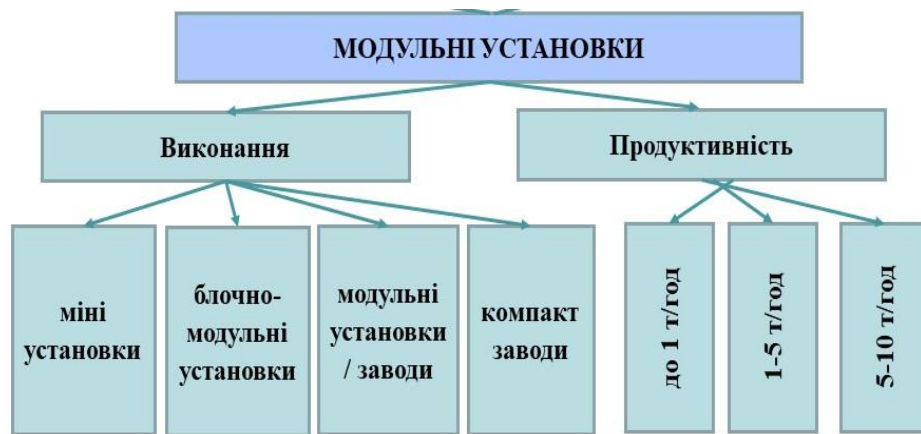 МОДУЛЬНІ УСТАНОВКИ
Виконання
Продуктивність
міні
установки
блочно-
модульні
установки
модульні
установки
/ заводи
компакт
заводи
до 1 т/год
1-5 т/год
5-10 т/год